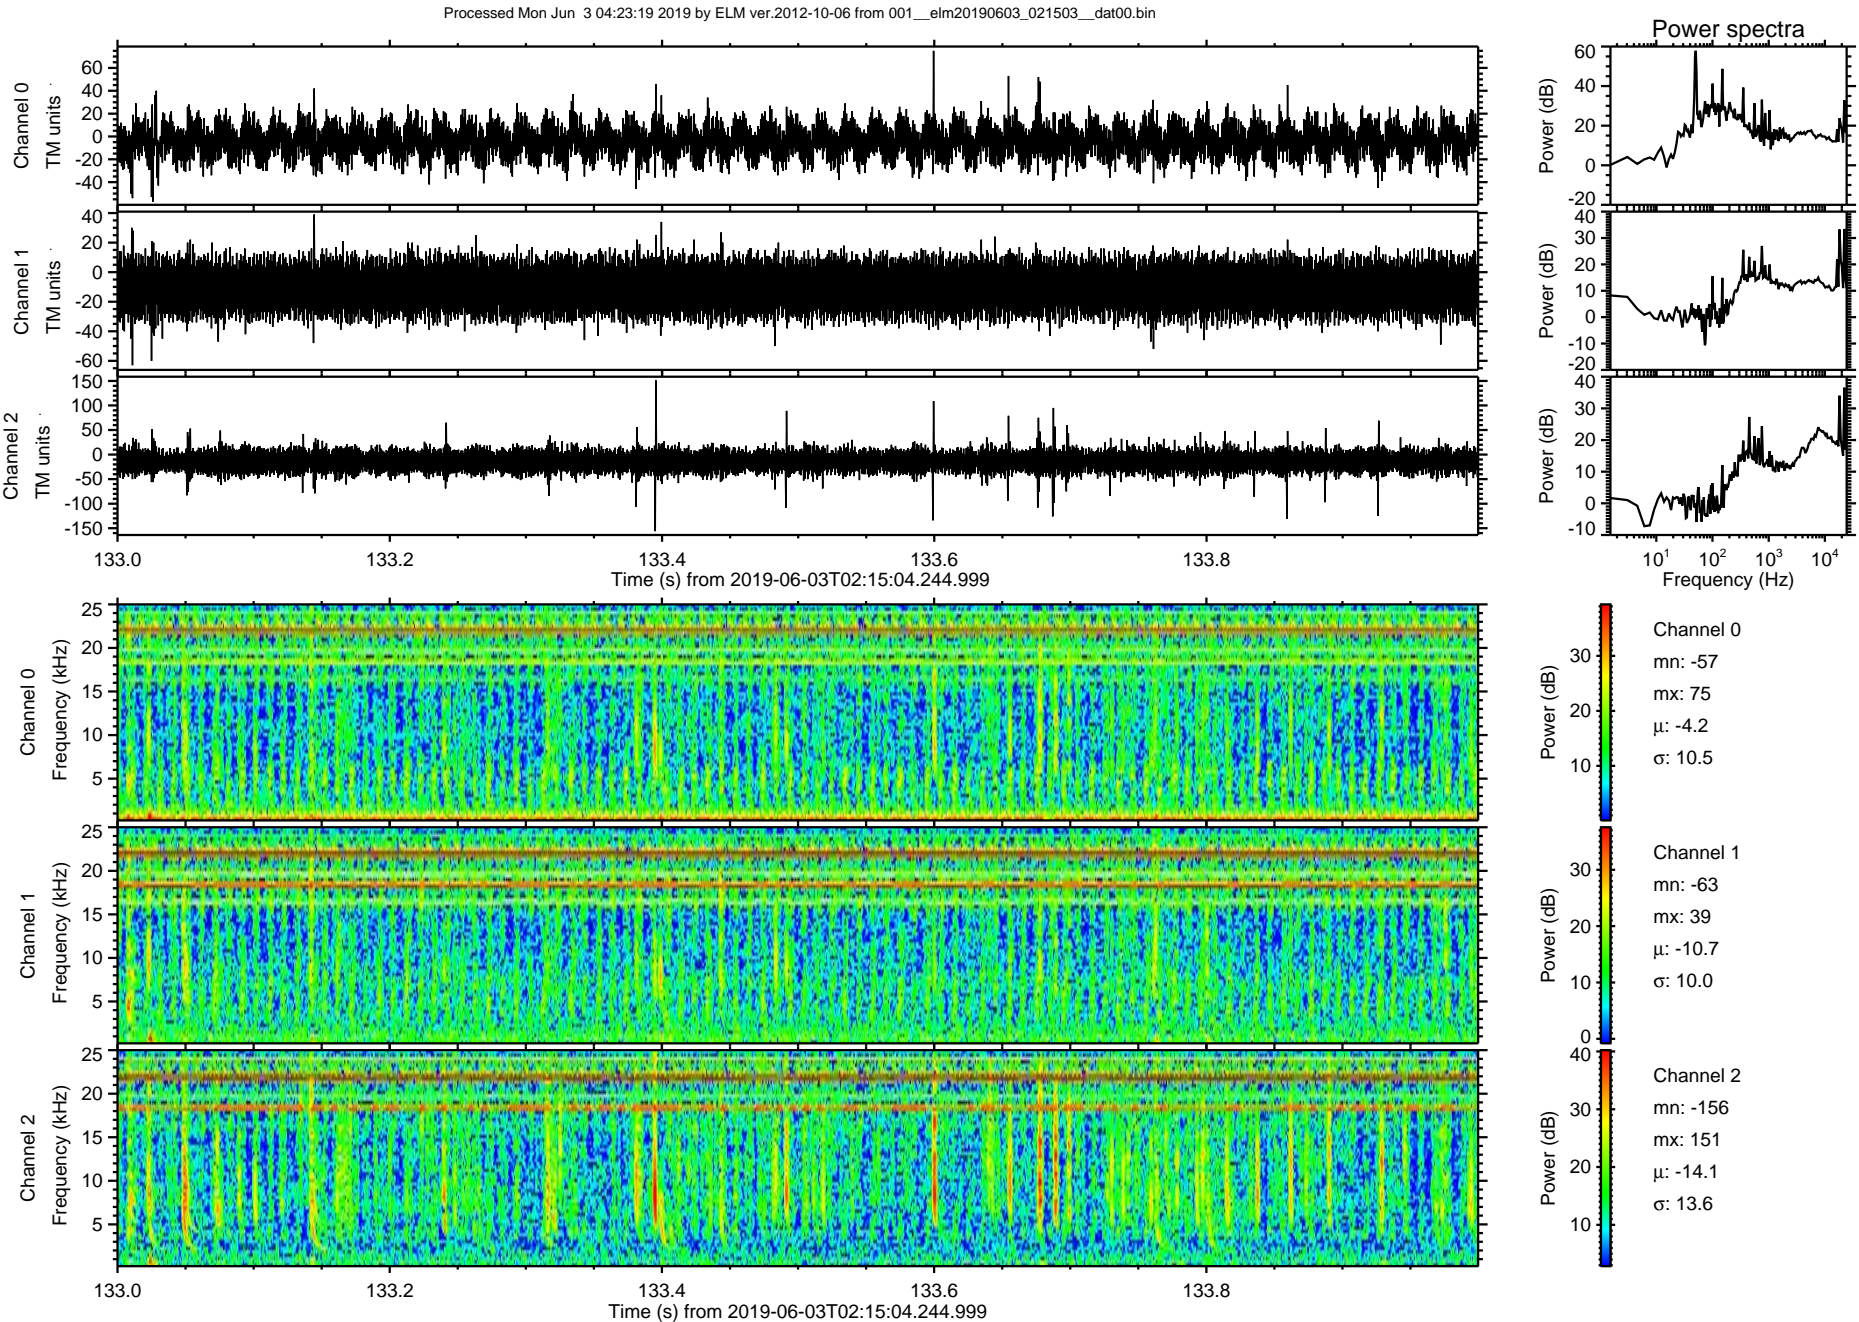 Processed Mon Jun 3 04:23:19 2019 by ELM ver.2012-10-06 from 001__elm20190603_021503__dat00.bin
Power spectra
Channel 0
TM units
60
40
20
0
-20
-40
Power (dB)
60
40
20
0
-20
Channel 1
TM units
40
20
0
-20
-40
-60
Power (dB)
40
30
20
10
0
-10
-20
Channel 2
TM units
150
100
50
0
-50
-100
-150
Power (dB)
40
30
20
10
0
-10
133.0 133.2 133.4 133.6 133.8
Time (s) from 2019-06-03T02:15:04.244.999
10¹ 10² 10³ 10⁴
Frequency (Hz)
Channel 0
Frequency (kHz)
25
20
15
10
5
Power (dB)
30
20
10
Channel 0
mn: -57
mx: 75
μ: -4.2
σ: 10.5
Channel 1
Frequency (kHz)
25
20
15
10
5
Power (dB)
30
20
10
0
Channel 1
mn: -63
mx: 39
μ: -10.7
σ: 10.0
Channel 2
Frequency (kHz)
25
20
15
10
5
Power (dB)
40
30
20
10
Channel 2
mn: -156
mx: 151
μ: -14.1
σ: 13.6
133.0 133.2 133.4 133.6 133.8
Time (s) from 2019-06-03T02:15:04.244.999